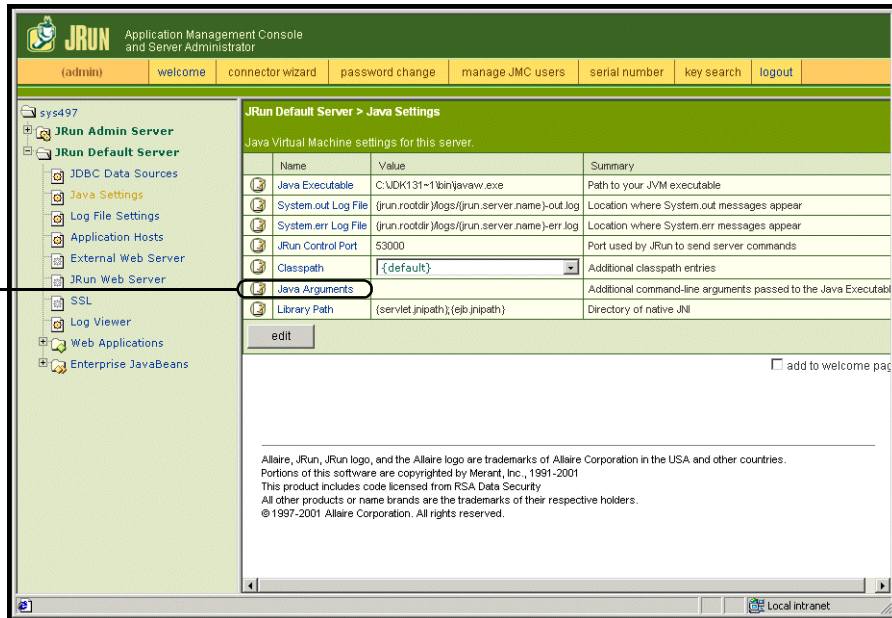 JRUN Application Management Console
and Server Administrator
(admin) welcome connector wizard password change manage JMC users serial number key search logout
sys497
JRun Admin Server
JRun Default Server
JDBC Data Sources
Java Settings
Log File Settings
Application Hosts
External Web Server
JRun Web Server
SSL
Log Viewer
Web Applications
Enterprise JavaBeans
JRun Default Server > Java Settings
Java Virtual Machine settings for this server.
Name Value Summary
Java Executable C:\JDK131~1\bin\javaw.exe Path to your JVM executable
System.out Log File {jrun.rootdir}/logs/{jrun.server.name}-out.log Location where System.out messages appear
System.err Log File {jrun.rootdir}/logs/{jrun.server.name}-err.log Location where System.err messages appear
JRun Control Port 53000 Port used by JRun to send server commands
Classpath {default} Additional classpath entries
Java Arguments Additional command-line arguments passed to the Java Executabl
Library Path {servlet.jnipath};{ejb.jnipath} Directory of native JNI
edit
add to welcome pag
Allaire, JRun, JRun logo, and the Allaire logo are trademarks of Allaire Corporation in the USA and other countries.
Portions of this software are copyrighted by Merant, Inc., 1991-2001
This product includes code licensed from RSA Data Security
All other products or name brands are the trademarks of their respective holders.
© 1997-2001 Allaire Corporation. All rights reserved.
Local intranet